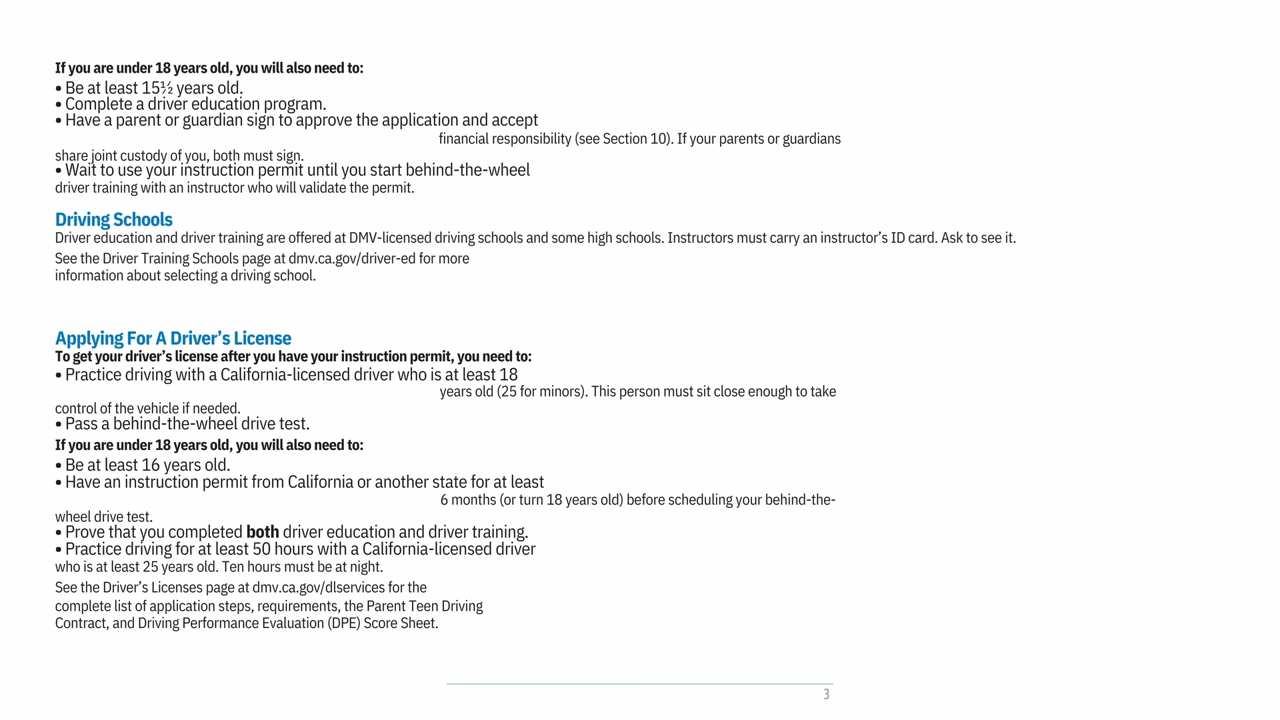 If you are under 18 years old, you will also need to:
• Be at least 15½ years old.
• Complete a driver education program.
• Have a parent or guardian sign to approve the application and accept
financial responsibility (see Section 10). If your parents or guardians
share joint custody of you, both must sign.
• Wait to use your instruction permit until you start behind-the-wheel
driver training with an instructor who will validate the permit.
Driving Schools
Driver education and driver training are offered at DMV-licensed driving schools and some high schools. Instructors must carry an instructor's ID card. Ask to see it.
See the Driver Training Schools page at dmv.ca.gov/driver-ed for more
information about selecting a driving school.
Applying For A Driver's License
To get your driver's license after you have your instruction permit, you need to:
• Practice driving with a California-licensed driver who is at least 18
years old (25 for minors). This person must sit close enough to take
control of the vehicle if needed.
• Pass a behind-the-wheel drive test.
If you are under 18 years old, you will also need to:
• Be at least 16 years old.
• Have an instruction permit from California or another state for at least
6 months (or turn 18 years old) before scheduling your behind-the-
wheel drive test.
• Prove that you completed both driver education and driver training.
• Practice driving for at least 50 hours with a California-licensed driver
who is at least 25 years old. Ten hours must be at night.
See the Driver's Licenses page at dmv.ca.gov/dlservices for the
complete list of application steps, requirements, the Parent Teen Driving
Contract, and Driving Performance Evaluation (DPE) Score Sheet.
3